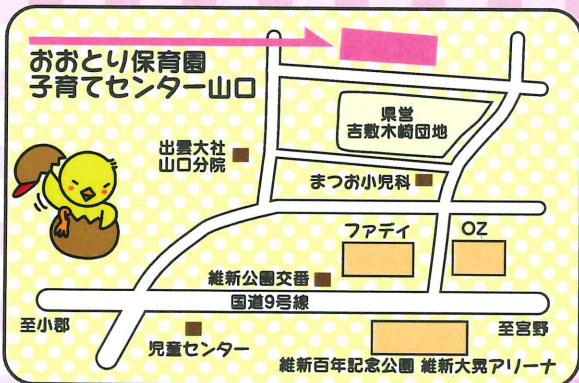 おおとり保育園
子育てセンター山口
県営
吉敷木崎団地
出雲大社
山口分院
まつお小児科
ファディ
OZ
維新公園交番
国道9号線
至小郡
至宮野
児童センター
維新百年記念公園 維新大晃アリーナ